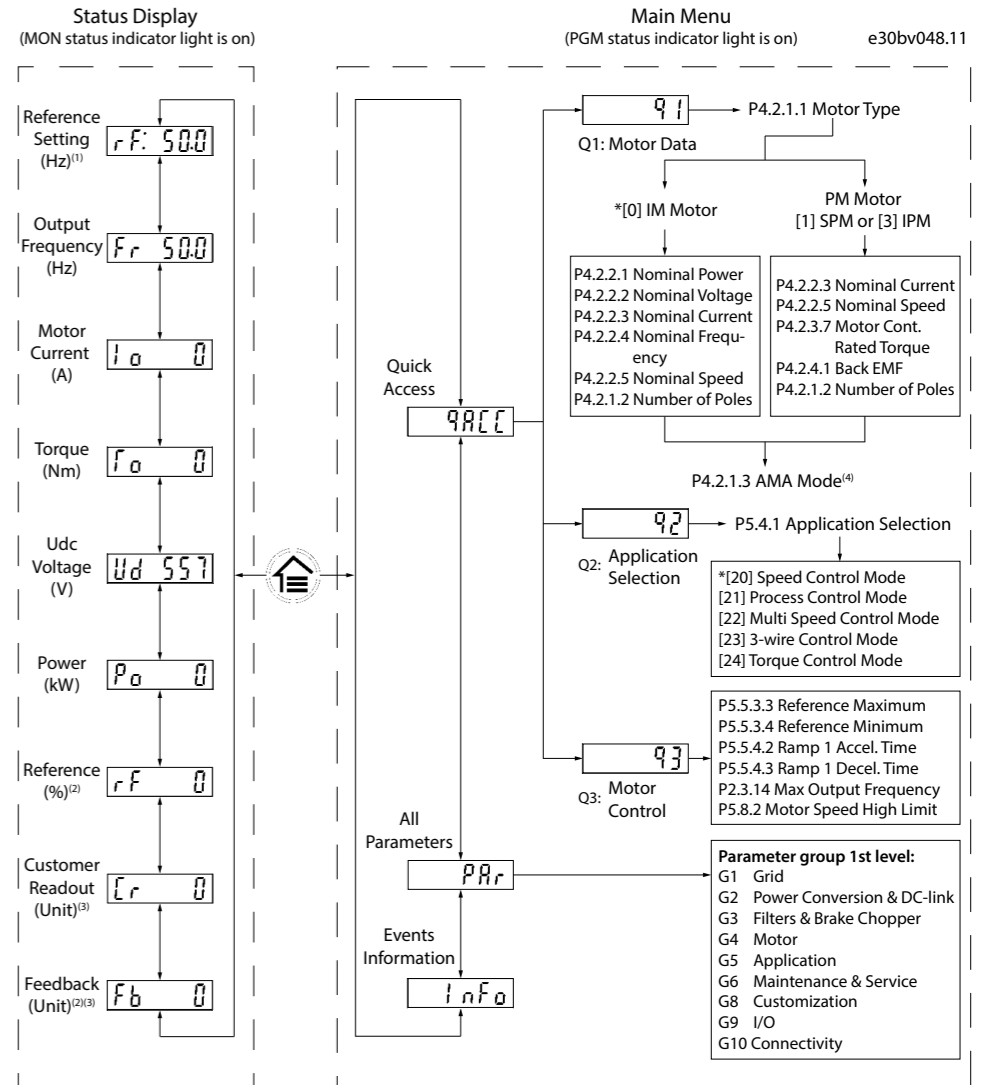 Status Display
(MON status indicator light is on)
Main Menu
(PGM status indicator light is on)
e30bv048.11
Reference
Setting
(Hz)(1)
rF: 50.0
Output
Frequency
(Hz)
Fr 50.0
Motor
Current
(A)
Io 0
Torque
(Nm)
To 0
Udc
Voltage
(V)
Ud 557
Power
(kW)
Po 0
Reference
(%)(2)
rF 0
Customer
Readout
(Unit)(3)
Cr 0
Feedback
(Unit)(2)(3)
Fb 0
Quick
Access
qACC
All
Parameters
PAr
Events
Information
InFo
q1
Q1: Motor Data
P4.2.1.1 Motor Type
*[0] IM Motor
PM Motor
[1] SPM or [3] IPM
P4.2.2.1 Nominal Power
P4.2.2.2 Nominal Voltage
P4.2.2.3 Nominal Current
P4.2.2.4 Nominal Frequ-
ency
P4.2.2.5 Nominal Speed
P4.2.1.2 Number of Poles
P4.2.2.3 Nominal Current
P4.2.2.5 Nominal Speed
P4.2.3.7 Motor Cont.
Rated Torque
P4.2.4.1 Back EMF
P4.2.1.2 Number of Poles
P4.2.1.3 AMA Mode(4)
q2
Q2: Application
Selection
P5.4.1 Application Selection
*[20] Speed Control Mode
[21] Process Control Mode
[22] Multi Speed Control Mode
[23] 3-wire Control Mode
[24] Torque Control Mode
q3
Q3: Motor
Control
P5.5.3.3 Reference Maximum
P5.5.3.4 Reference Minimum
P5.5.4.2 Ramp 1 Accel. Time
P5.5.4.3 Ramp 1 Decel. Time
P2.3.14 Max Output Frequency
P5.8.2 Motor Speed High Limit
Parameter group 1st level:
G1 Grid
G2 Power Conversion & DC-link
G3 Filters & Brake Chopper
G4 Motor
G5 Application
G6 Maintenance & Service
G8 Customization
G9 I/O
G10 Connectivity